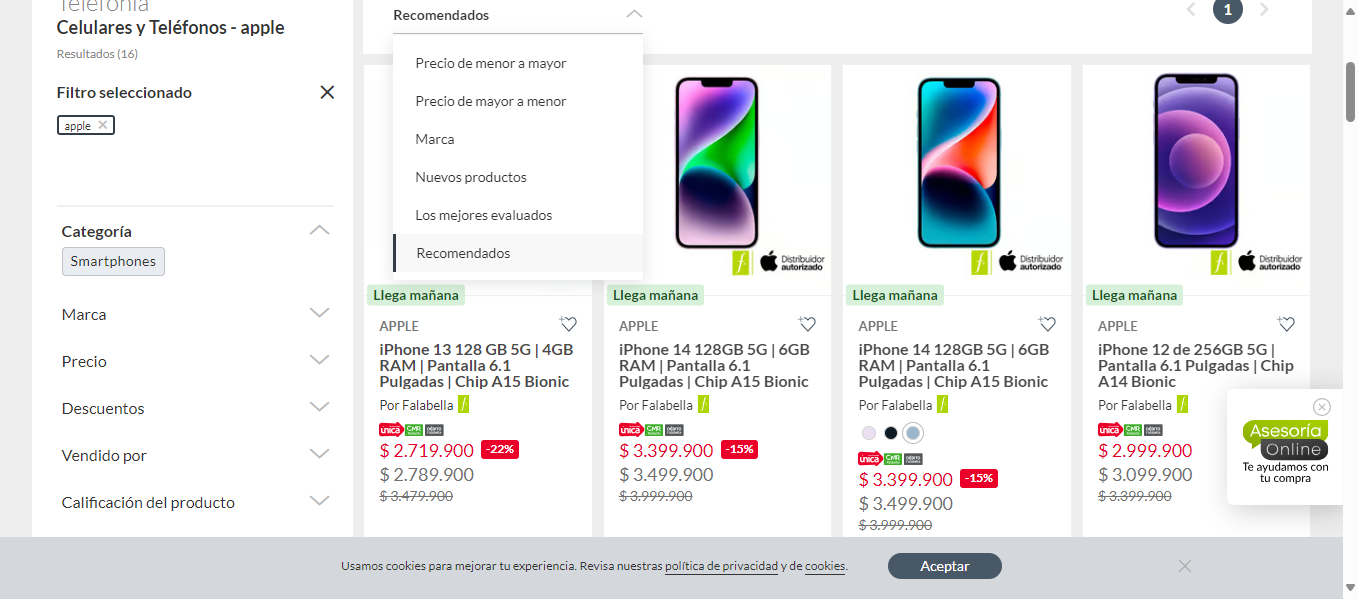 Telefonía
Celulares y Teléfonos - apple
Resultados (16)
Filtro seleccionado
apple
Categoría
Smartphones
Marca
Precio
Descuentos
Vendido por
Calificación del producto
Recomendados
1
Precio de menor a mayor
Precio de mayor a menor
Marca
Nuevos productos
Los mejores evaluados
Recomendados
Llega mañana
APPLE
iPhone 13 128 GB 5G | 4GB
RAM | Pantalla 6.1
Pulgadas | Chip A15 Bionic
Por Falabella f
unica CMR
$ 2.719.900 -22%
$ 2.789.900
$ 3.479.900
f Distribuidor
autorizado
Llega mañana
APPLE
iPhone 14 128GB 5G | 6GB
RAM | Pantalla 6.1
Pulgadas | Chip A15 Bionic
Por Falabella f
unica CMR
$ 3.399.900 -15%
$ 3.499.900
$ 3.999.900
f Distribuidor
autorizado
Llega mañana
APPLE
iPhone 14 128GB 5G | 6GB
RAM | Pantalla 6.1
Pulgadas | Chip A15 Bionic
Por Falabella f
unica CMR
$ 3.399.900 -15%
$ 3.499.900
$ 3.999.900
f Distribuidor
autorizado
Llega mañana
APPLE
iPhone 12 de 256GB 5G |
Pantalla 6.1 Pulgadas | Chip
A14 Bionic
Por Falabella f
unica CMR
$ 2.999.900
$ 3.099.900
$ 3.399.900
Asesoría
Online
Te ayudamos con
tu compra
Usamos cookies para mejorar tu experiencia. Revisa nuestras política de privacidad y de cookies.
Aceptar